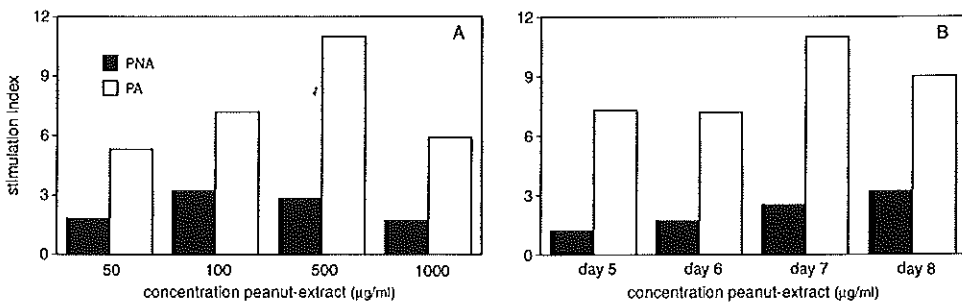 12
9
6
3
0
stimulation Index
PNA
PA
A
50 100 500 1000
concentration peanut-extract (µg/ml)
12
9
6
3
0
B
day 5 day 6 day 7 day 8
concentration peanut-extract (µg/ml)